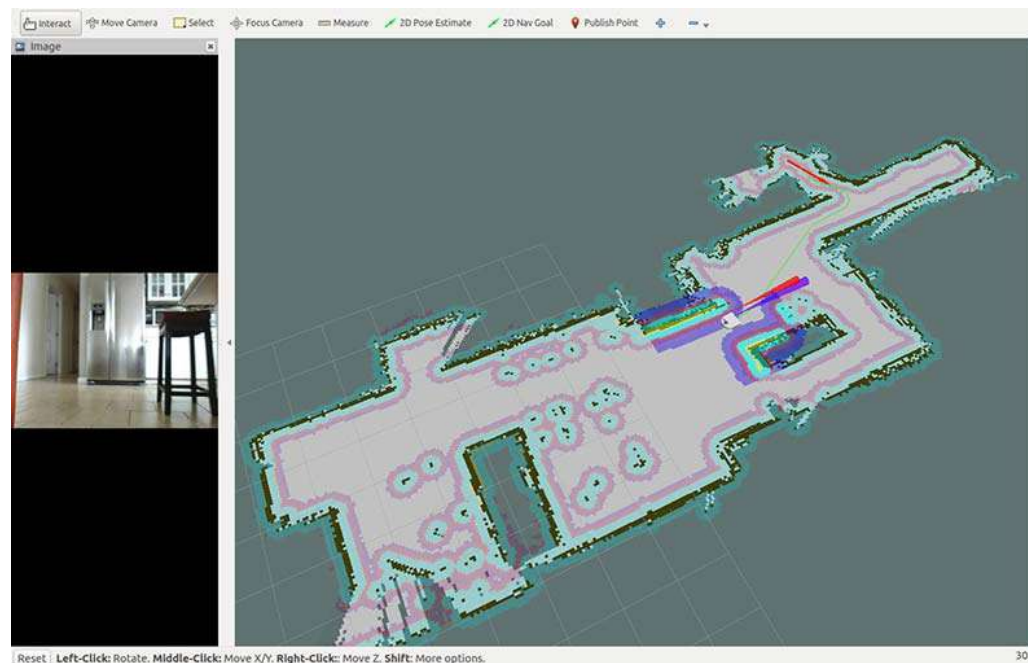 Interact Move Camera Select Focus Camera Measure 2D Pose Estimate 2D Nav Goal Publish Point
Image
Reset Left-Click: Rotate. Middle-Click: Move X/Y. Right-Click: Move Z. Shift: More options. 30